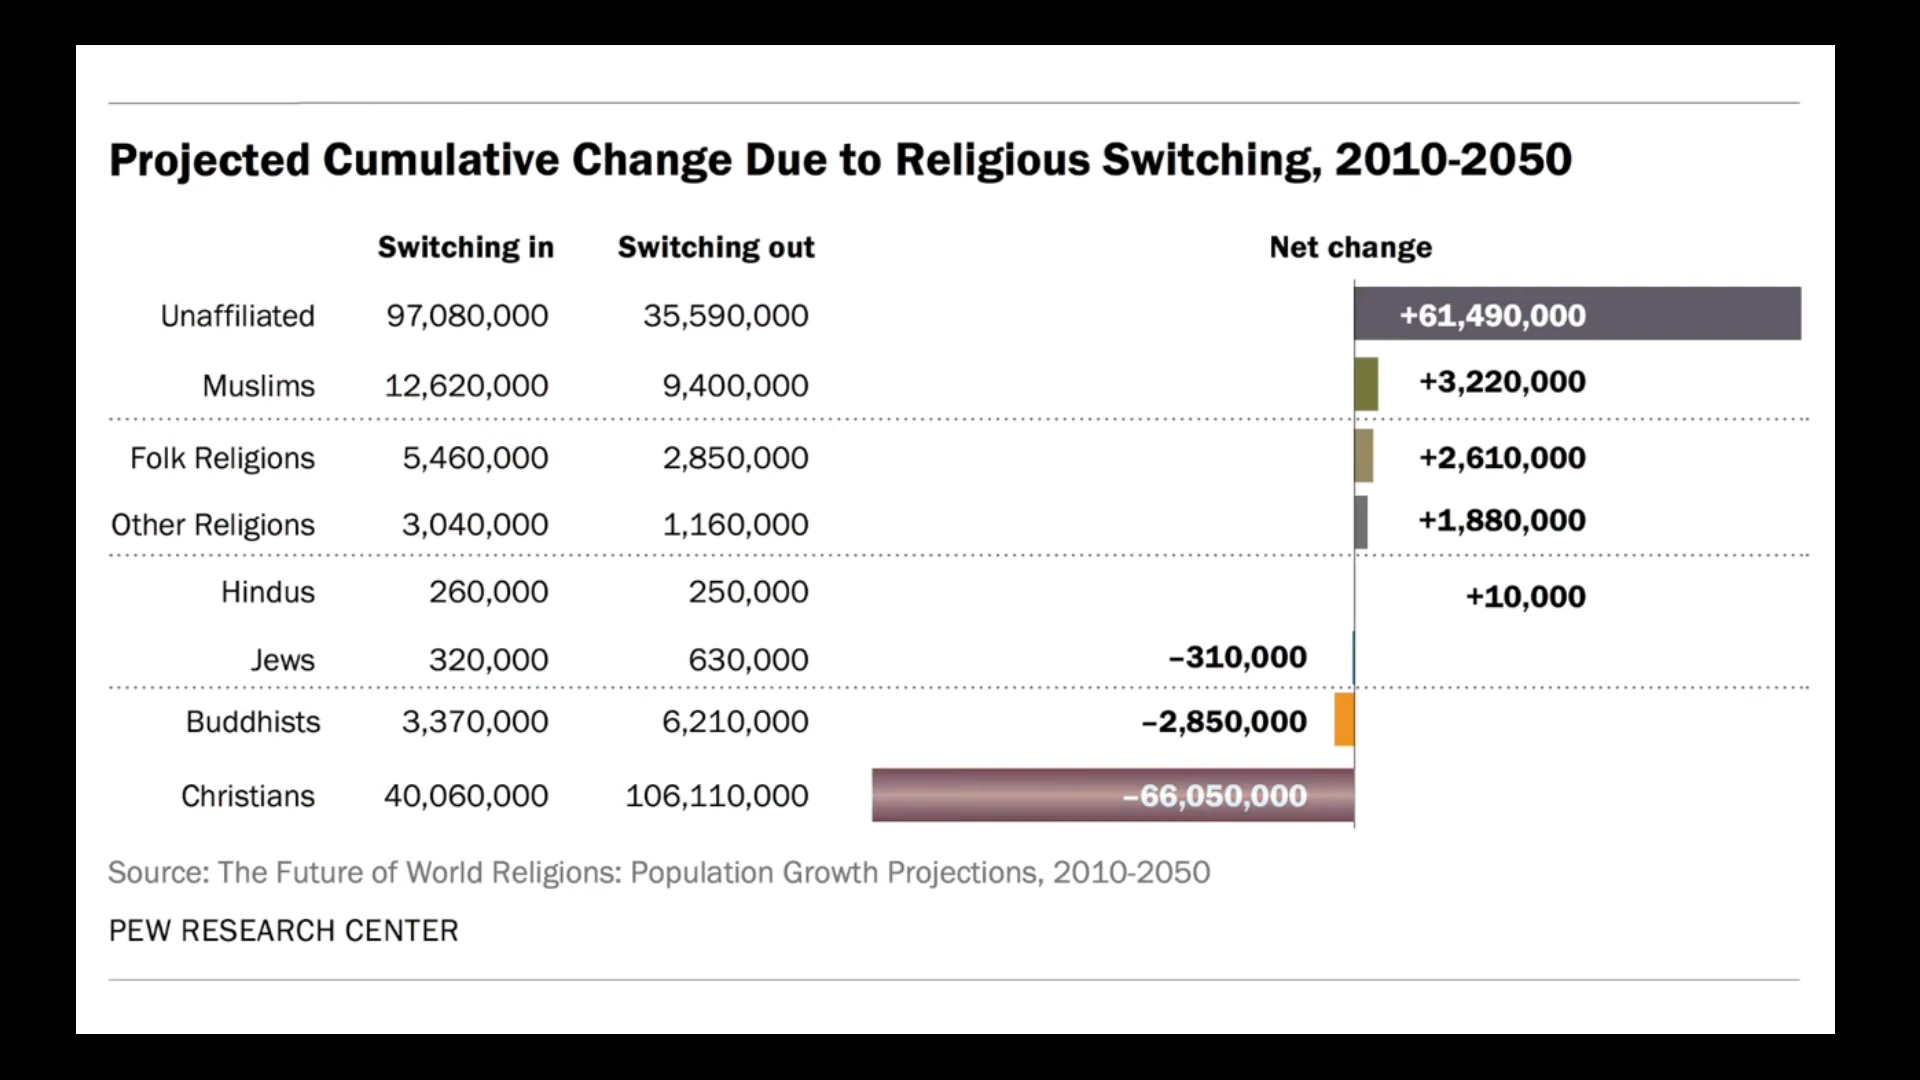 Projected Cumulative Change Due to Religious Switching, 2010-2050
Switching in Switching out Net change
Unaffiliated 97,080,000 35,590,000 +61,490,000
Muslims 12,620,000 9,400,000 +3,220,000
Folk Religions 5,460,000 2,850,000 +2,610,000
Other Religions 3,040,000 1,160,000 +1,880,000
Hindus 260,000 250,000 +10,000
Jews 320,000 630,000 –310,000
Buddhists 3,370,000 6,210,000 –2,850,000
Christians 40,060,000 106,110,000 –66,050,000
Source: The Future of World Religions: Population Growth Projections, 2010-2050
PEW RESEARCH CENTER